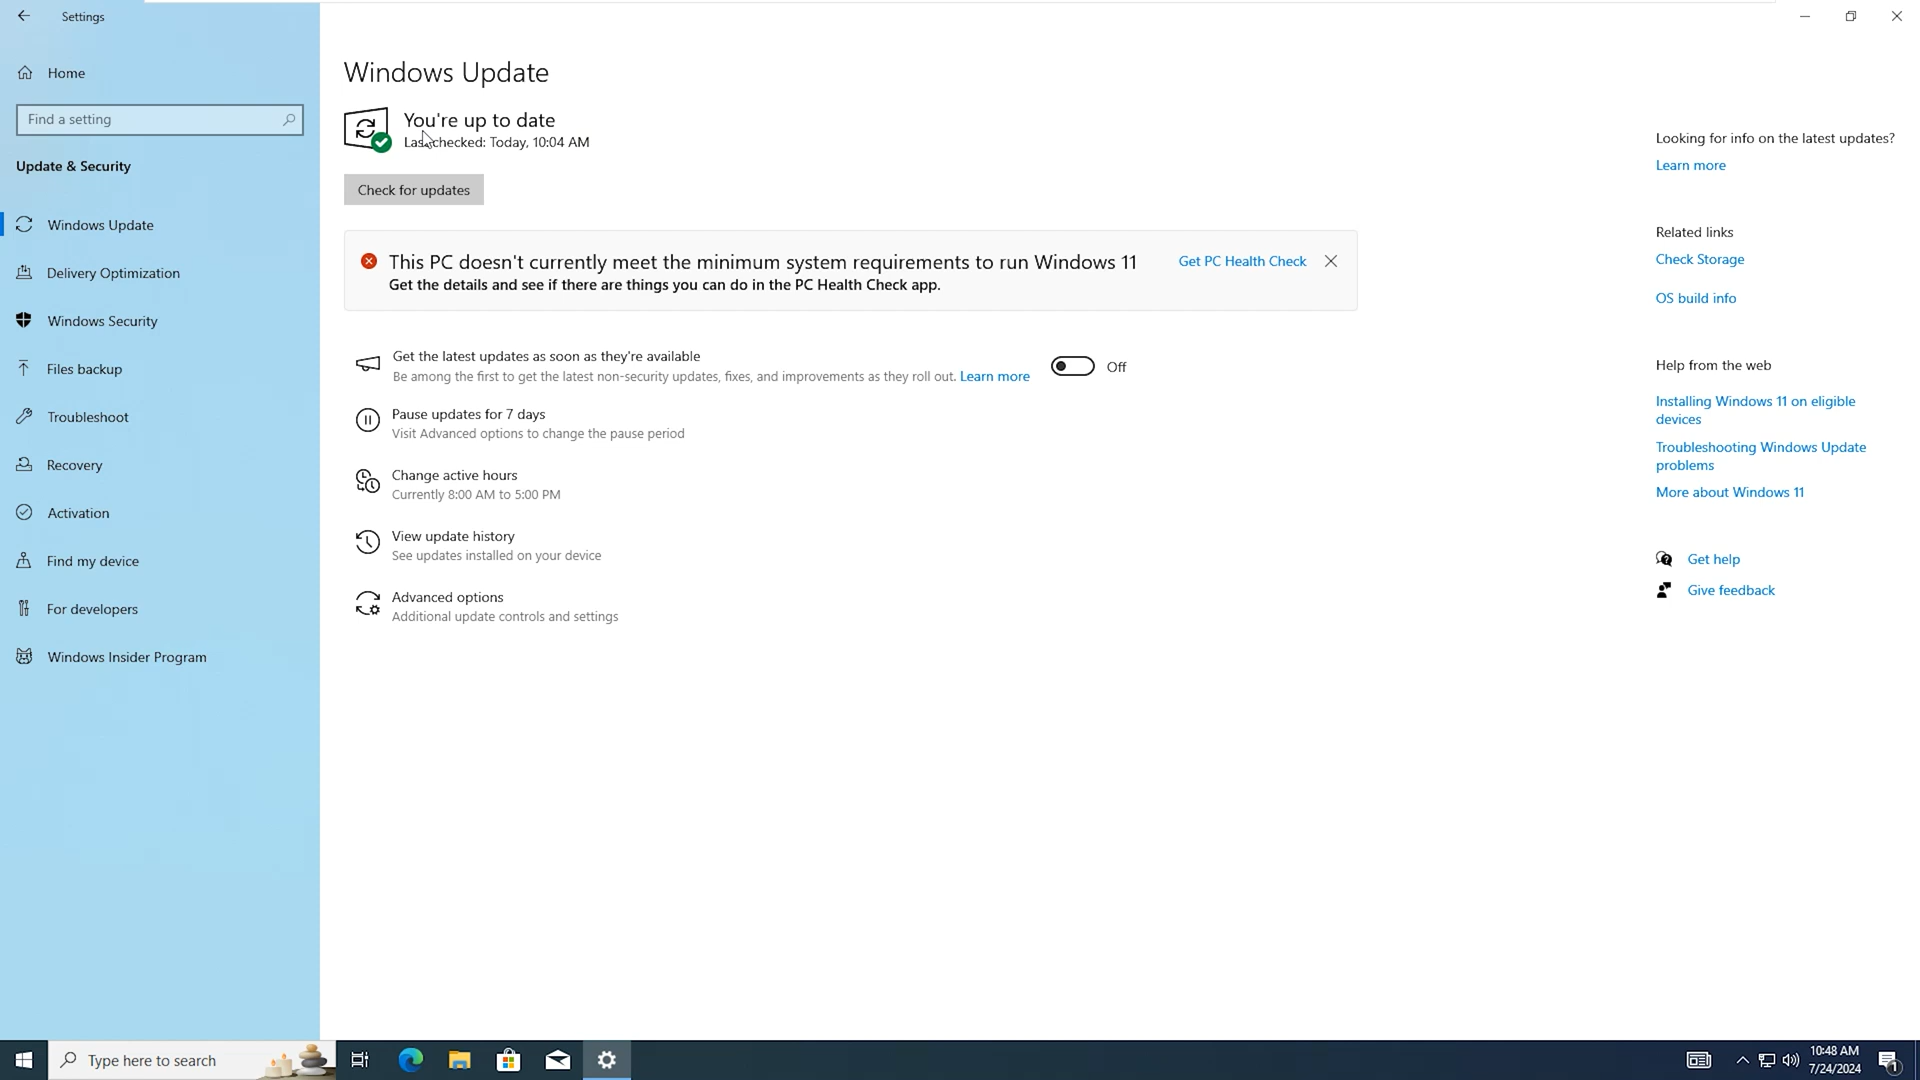 Settings
Home
Find a setting
Update & Security
Windows Update
Delivery Optimization
Windows Security
Files backup
Troubleshoot
Recovery
Activation
Find my device
For developers
Windows Insider Program
Windows Update
You're up to date
Last checked: Today, 10:04 AM
Check for updates
This PC doesn't currently meet the minimum system requirements to run Windows 11
Get the details and see if there are things you can do in the PC Health Check app.
Get PC Health Check
Get the latest updates as soon as they're available
Be among the first to get the latest non-security updates, fixes, and improvements as they roll out. Learn more
Off
Pause updates for 7 days
Visit Advanced options to change the pause period
Change active hours
Currently 8:00 AM to 5:00 PM
View update history
See updates installed on your device
Advanced options
Additional update controls and settings
Looking for info on the latest updates?
Learn more
Related links
Check Storage
OS build info
Help from the web
Installing Windows 11 on eligible
devices
Troubleshooting Windows Update
problems
More about Windows 11
Get help
Give feedback
Type here to search
10:48 AM
7/24/2024
1